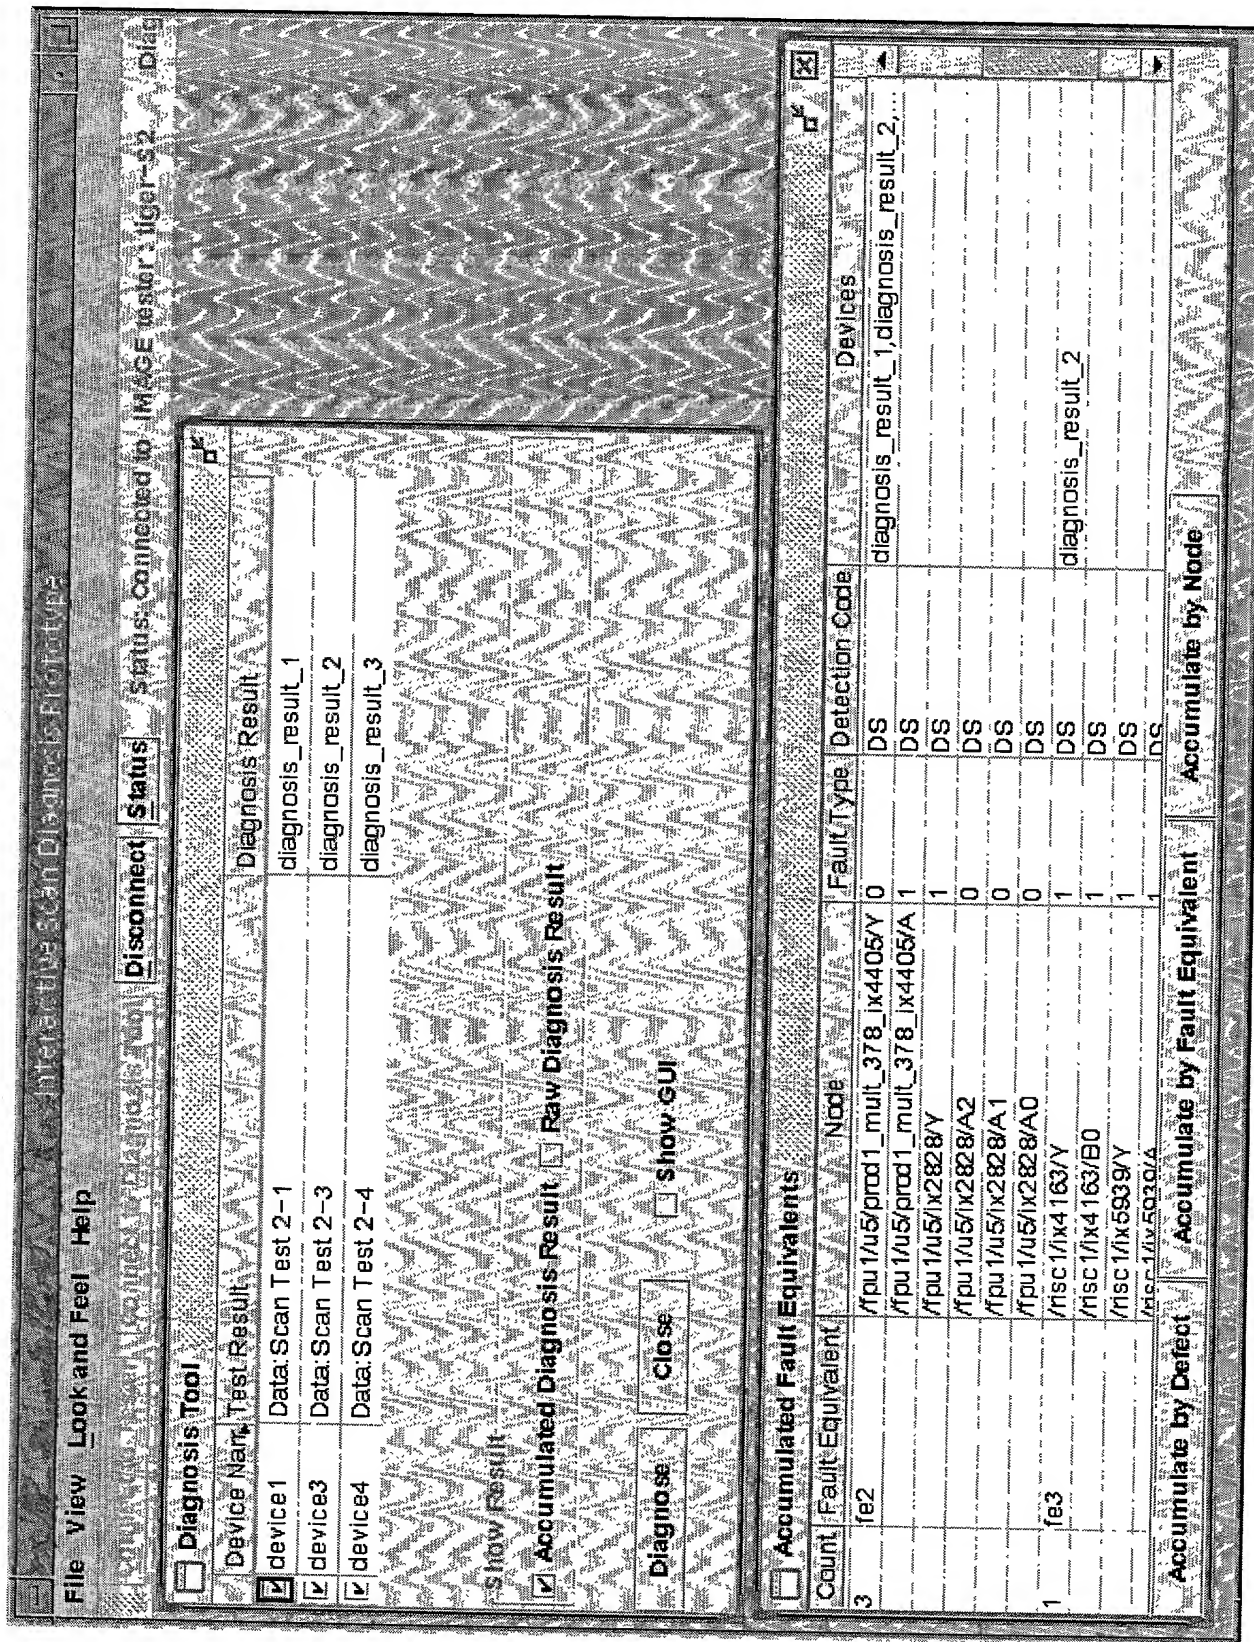 Interactive Scan Diagnosis Prototype
File View Look and Feel Help
Disconnect Status Status: Connected to IMAGE tester : tiger-s2 Diag
Diagnosis Tool
Device Nam Test Result Diagnosis Result
device1 Data:Scan Test 2-1 diagnosis_result_1
device3 Data:Scan Test 2-3 diagnosis_result_2
device4 Data:Scan Test 2-4 diagnosis_result_3
Show Result
Accumulated Diagnosis Result Raw Diagnosis Result
Diagnose Close Show GUI
Accumulated Fault Equivalents
Count Fault Equivalent Node Fault Type Detection Code Devices
3 fe2 /fpu1/u5/prod1_mult_378_ix4405/Y 0 DS diagnosis_result_1,diagnosis_result_2,...
/fpu1/u5/prod1_mult_378_ix4405/A 1 DS
/fpu1/u5/ix2828/Y 1 DS
/fpu1/u5/ix2828/A2 0 DS
/fpu1/u5/ix2828/A1 0 DS
/fpu1/u5/ix2828/A0 0 DS
1 fe3 /risc1/ix4163/Y 1 DS diagnosis_result_2
/risc1/ix4163/B0 1 DS
/risc1/ix5939/Y 1 DS
/risc1/ix5939/A 1 DS
Accumulate by Defect Accumulate by Fault Equivalent Accumulate by Node